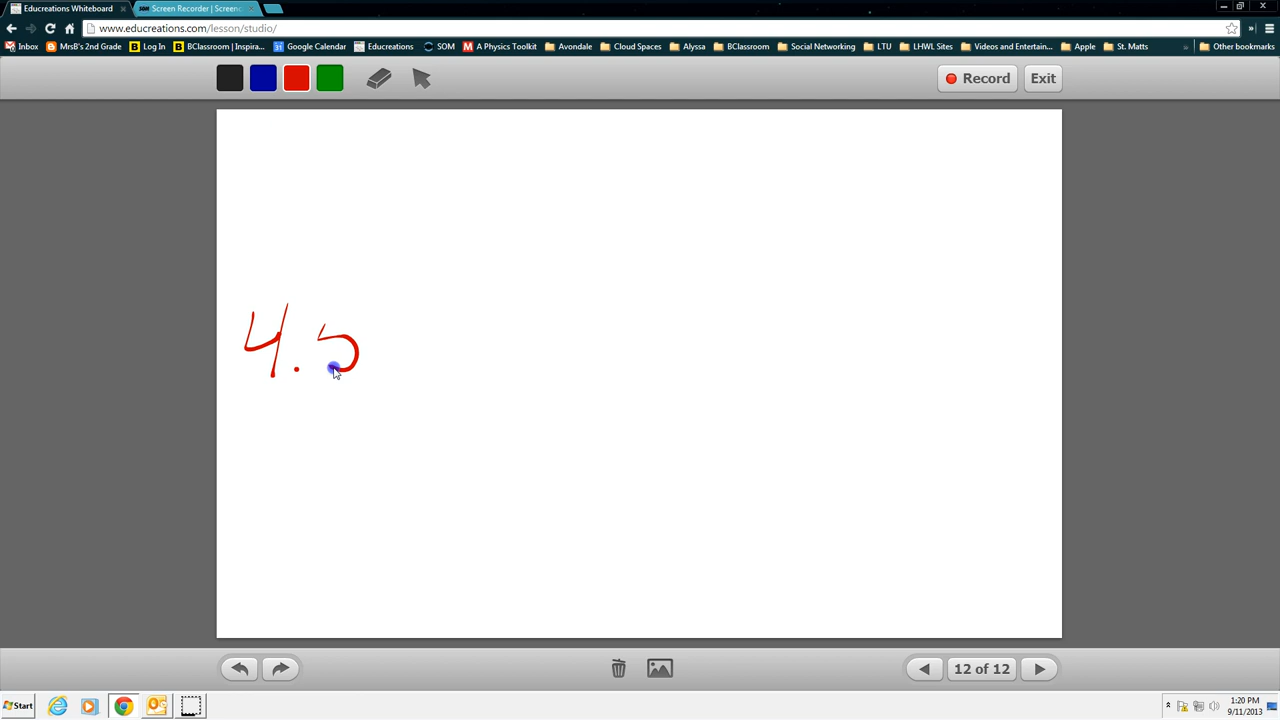 Educreations Whiteboard
Screen Recorder | Screenc
www.educreations.com/lesson/studio/
Inbox MrsB's 2nd Grade Log In BClassroom | Inspira... Google Calendar Educreations SOM A Physics Toolkit Avondale Cloud Spaces Alyssa BClassroom Social Networking LTU LHWL Sites Videos and Entertain... Apple St. Matts » Other bookmarks
Record Exit
4.5
12 of 12
Start
1:20 PM
9/11/2013